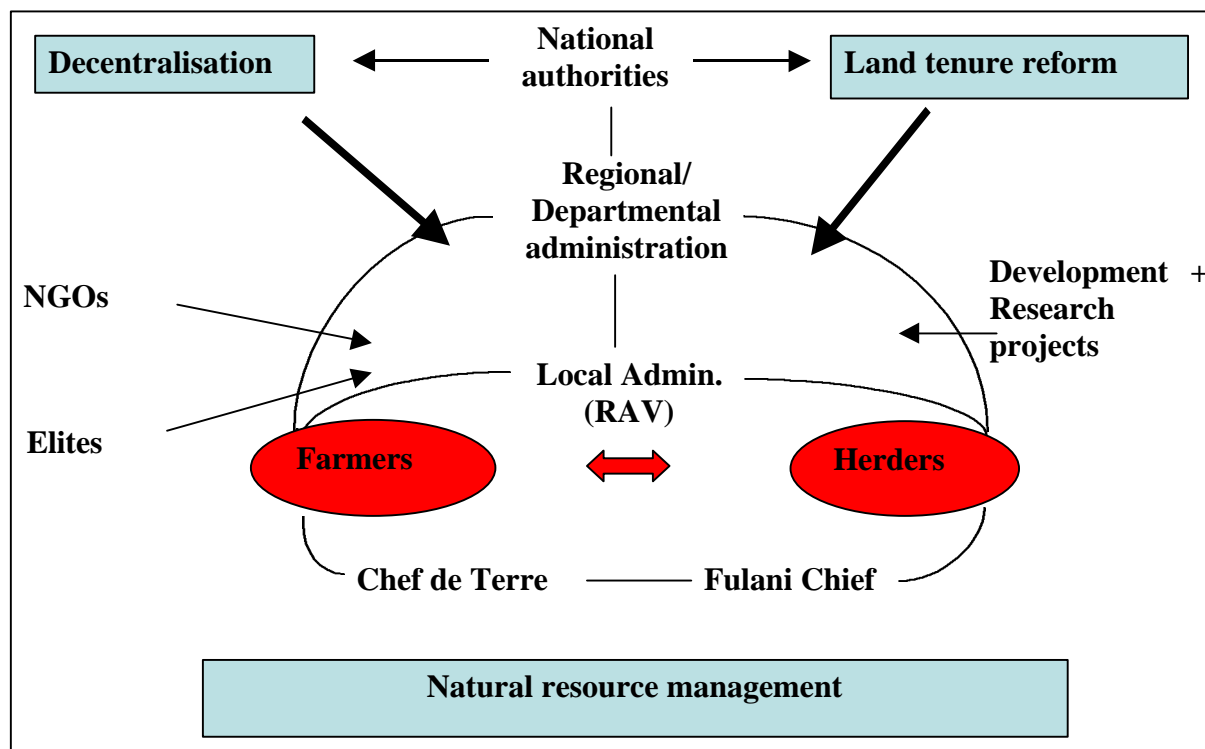 National
authorities
Decentralisation
Land tenure reform
Regional/
Departmental
administration
NGOs
Development +
Research
projects
Local Admin.
(RAV)
Elites
Farmers
Herders
Chef de Terre
Fulani Chief
Natural resource management